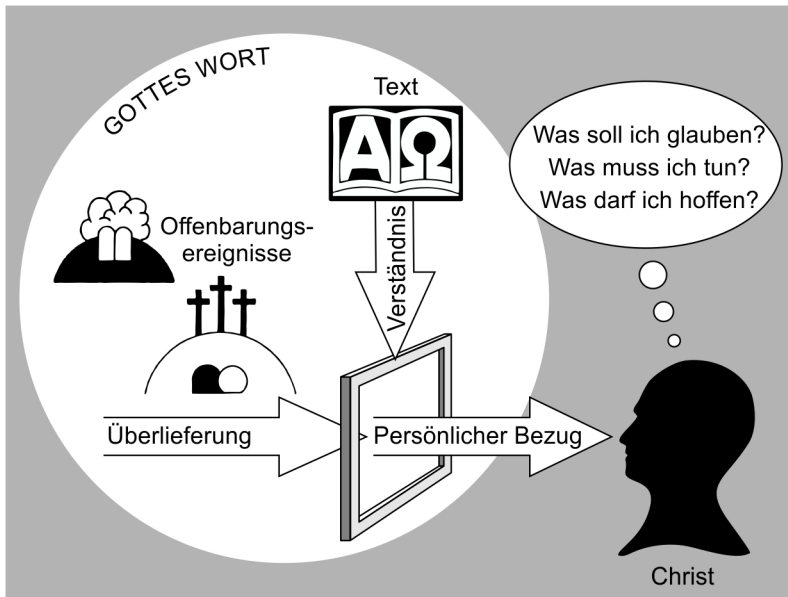 GOTTES WORT
Text
ΑΩ
Offenbarungs-
ereignisse
Verständnis
Überlieferung
Persönlicher Bezug
Was soll ich glauben?
Was muss ich tun?
Was darf ich hoffen?
Christ